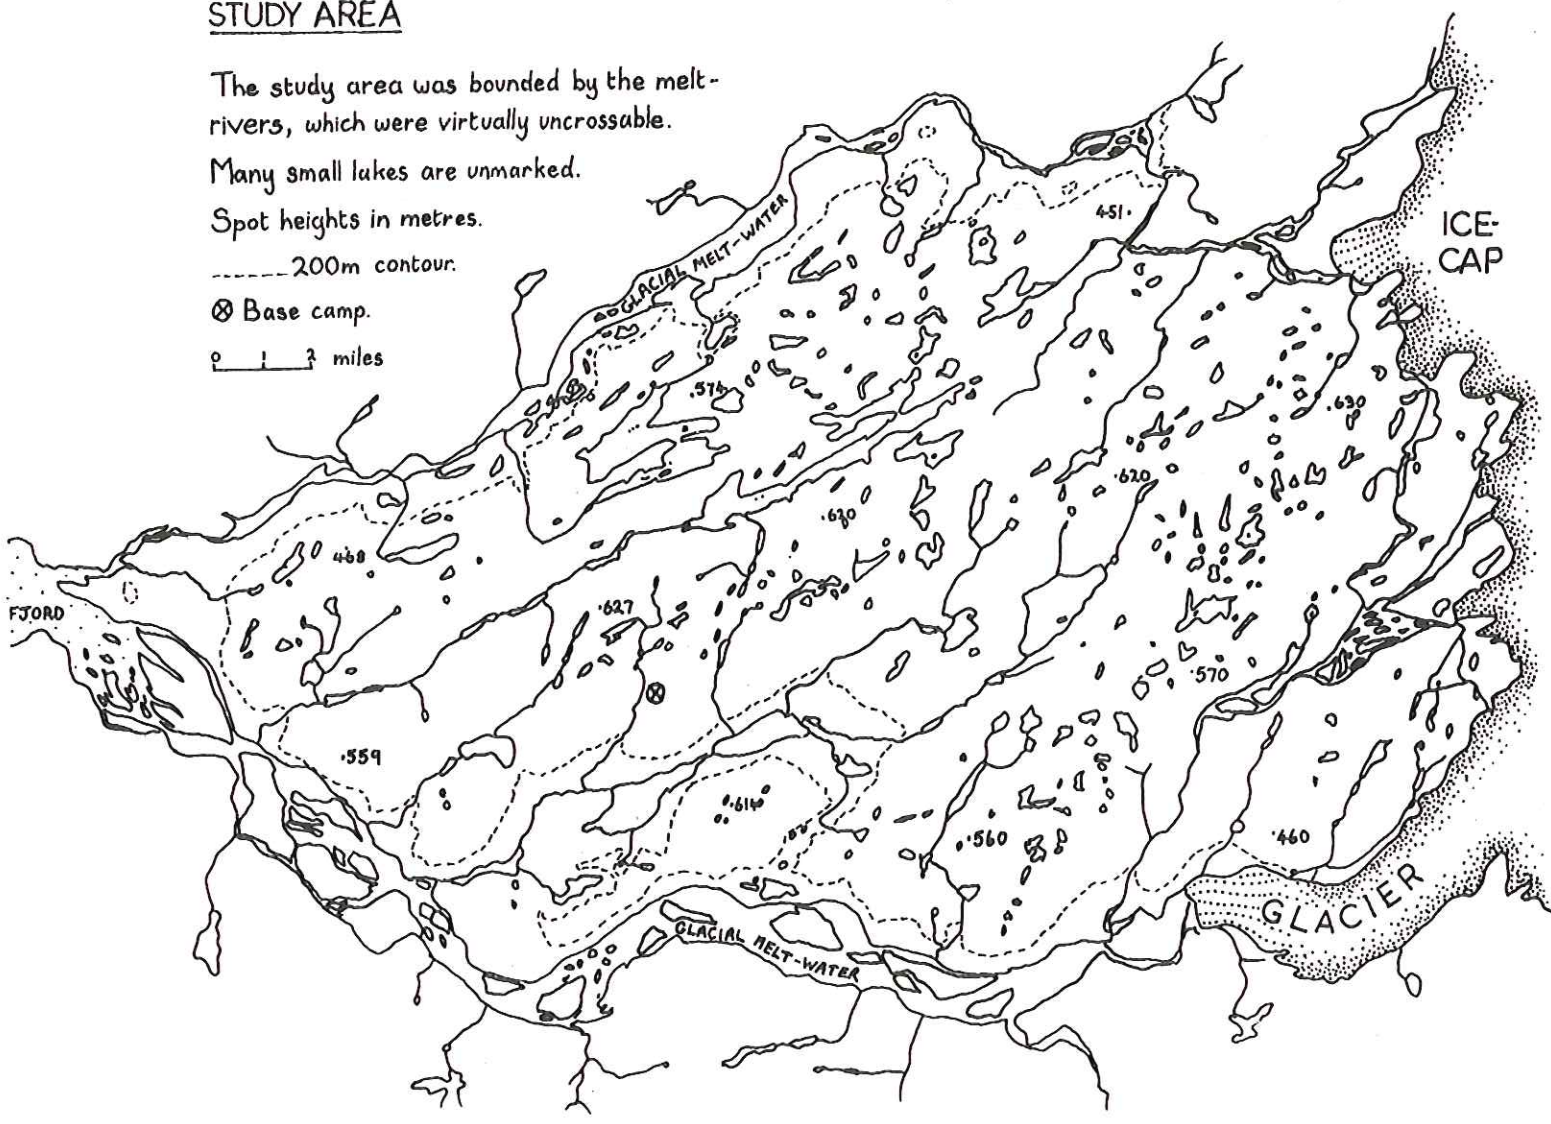 STUDY AREA
The study area was bounded by the melt-
rivers, which were virtually uncrossable.
Many small lakes are unmarked.
Spot heights in metres.
200m contour.
Base camp.
0 1 2 miles
GLACIAL MELT-WATER
ICE-
CAP
451
574
630
620
468
FJORD
627
570
559
614
560
460
GLACIER
GLACIAL MELT-WATER